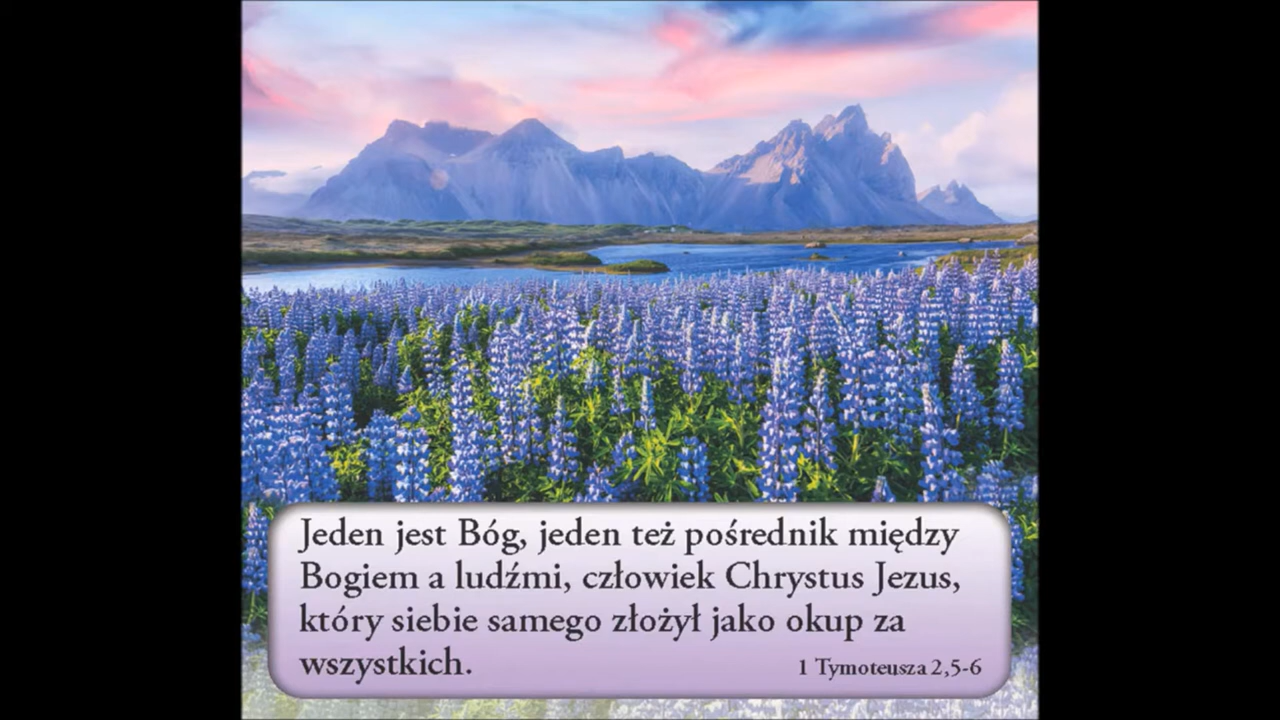 Jeden jest Bóg, jeden też pośrednik między
Bogiem a ludźmi, człowiek Chrystus Jezus,
który siebie samego złożył jako okup za
wszystkich.
1 Tymoteusza 2,5-6